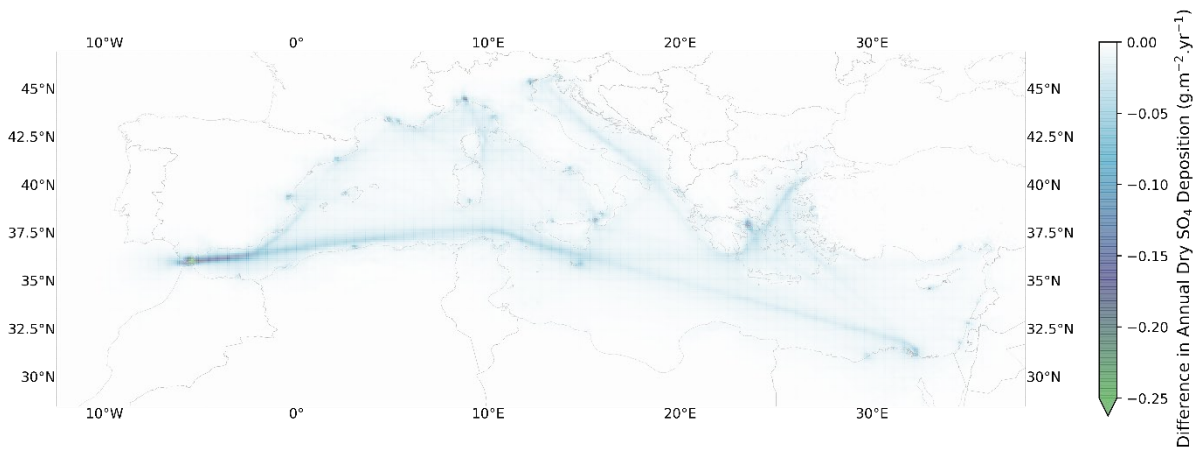 10°W 0° 10°E 20°E 30°E
45°N 45°N
42.5°N 42.5°N
40°N 40°N
37.5°N 37.5°N
35°N 35°N
32.5°N 32.5°N
30°N 30°N
10°W 0° 10°E 20°E 30°E
0.00
−0.05
−0.10
−0.15
−0.20
−0.25
Difference in Annual Dry SO₄ Deposition (g.m⁻².yr⁻¹)